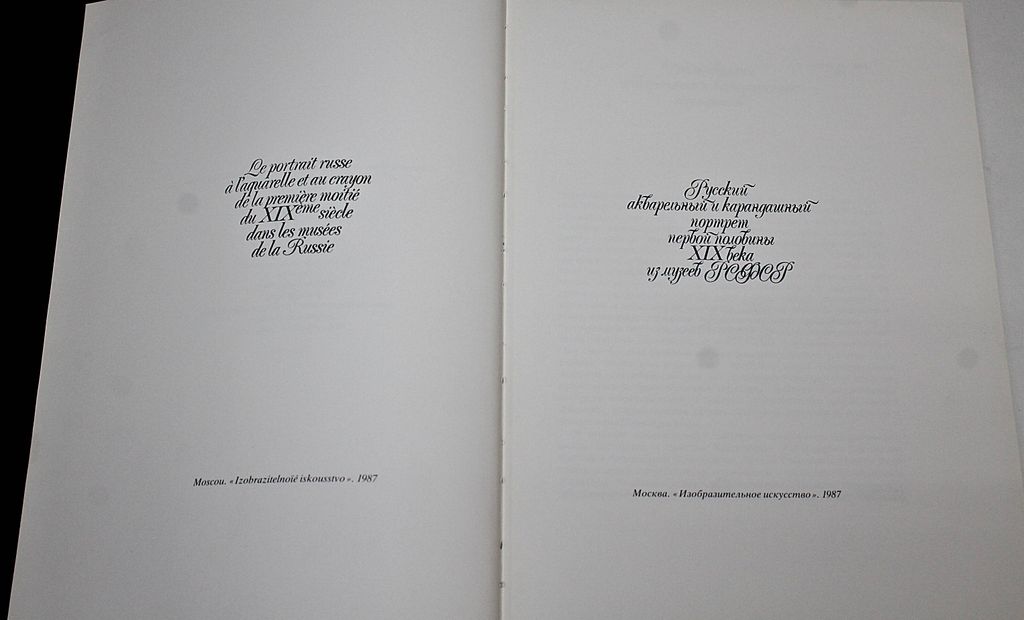 Le portrait russe
à l'aquarelle et au crayon
de la première moitié
du XIXème siècle
dans les musées
de la Russie
Moscou. «Izobrazitelnoïé iskousstvo». 1987
Русский
акварельный и карандашный
портрет
первой половины
XIX века
из музеев РСФСР
Москва. «Изобразительное искусство». 1987